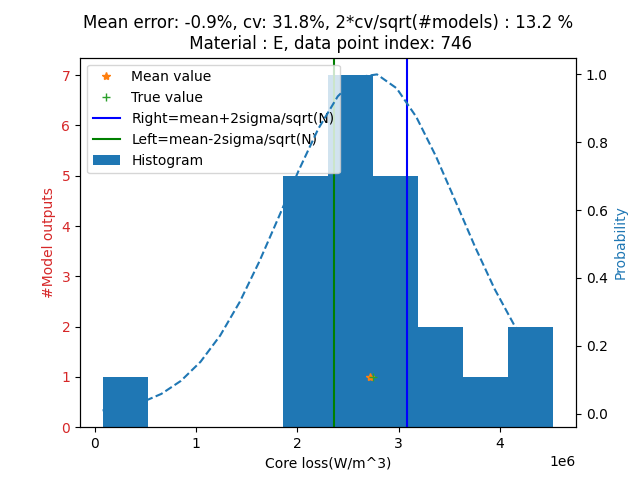 Mean error: -0.9%, cv: 31.8%, 2*cv/sqrt(#models) : 13.2 %
Material : E, data point index: 746
Mean value
True value
Right=mean+2sigma/sqrt(N)
Left=mean-2sigma/sqrt(N)
Histogram
#Model outputs
7
6
5
4
3
2
1
0
Probability
1.0
0.8
0.6
0.4
0.2
0.0
0 1 2 3 4
1e6
Core loss(W/m^3)